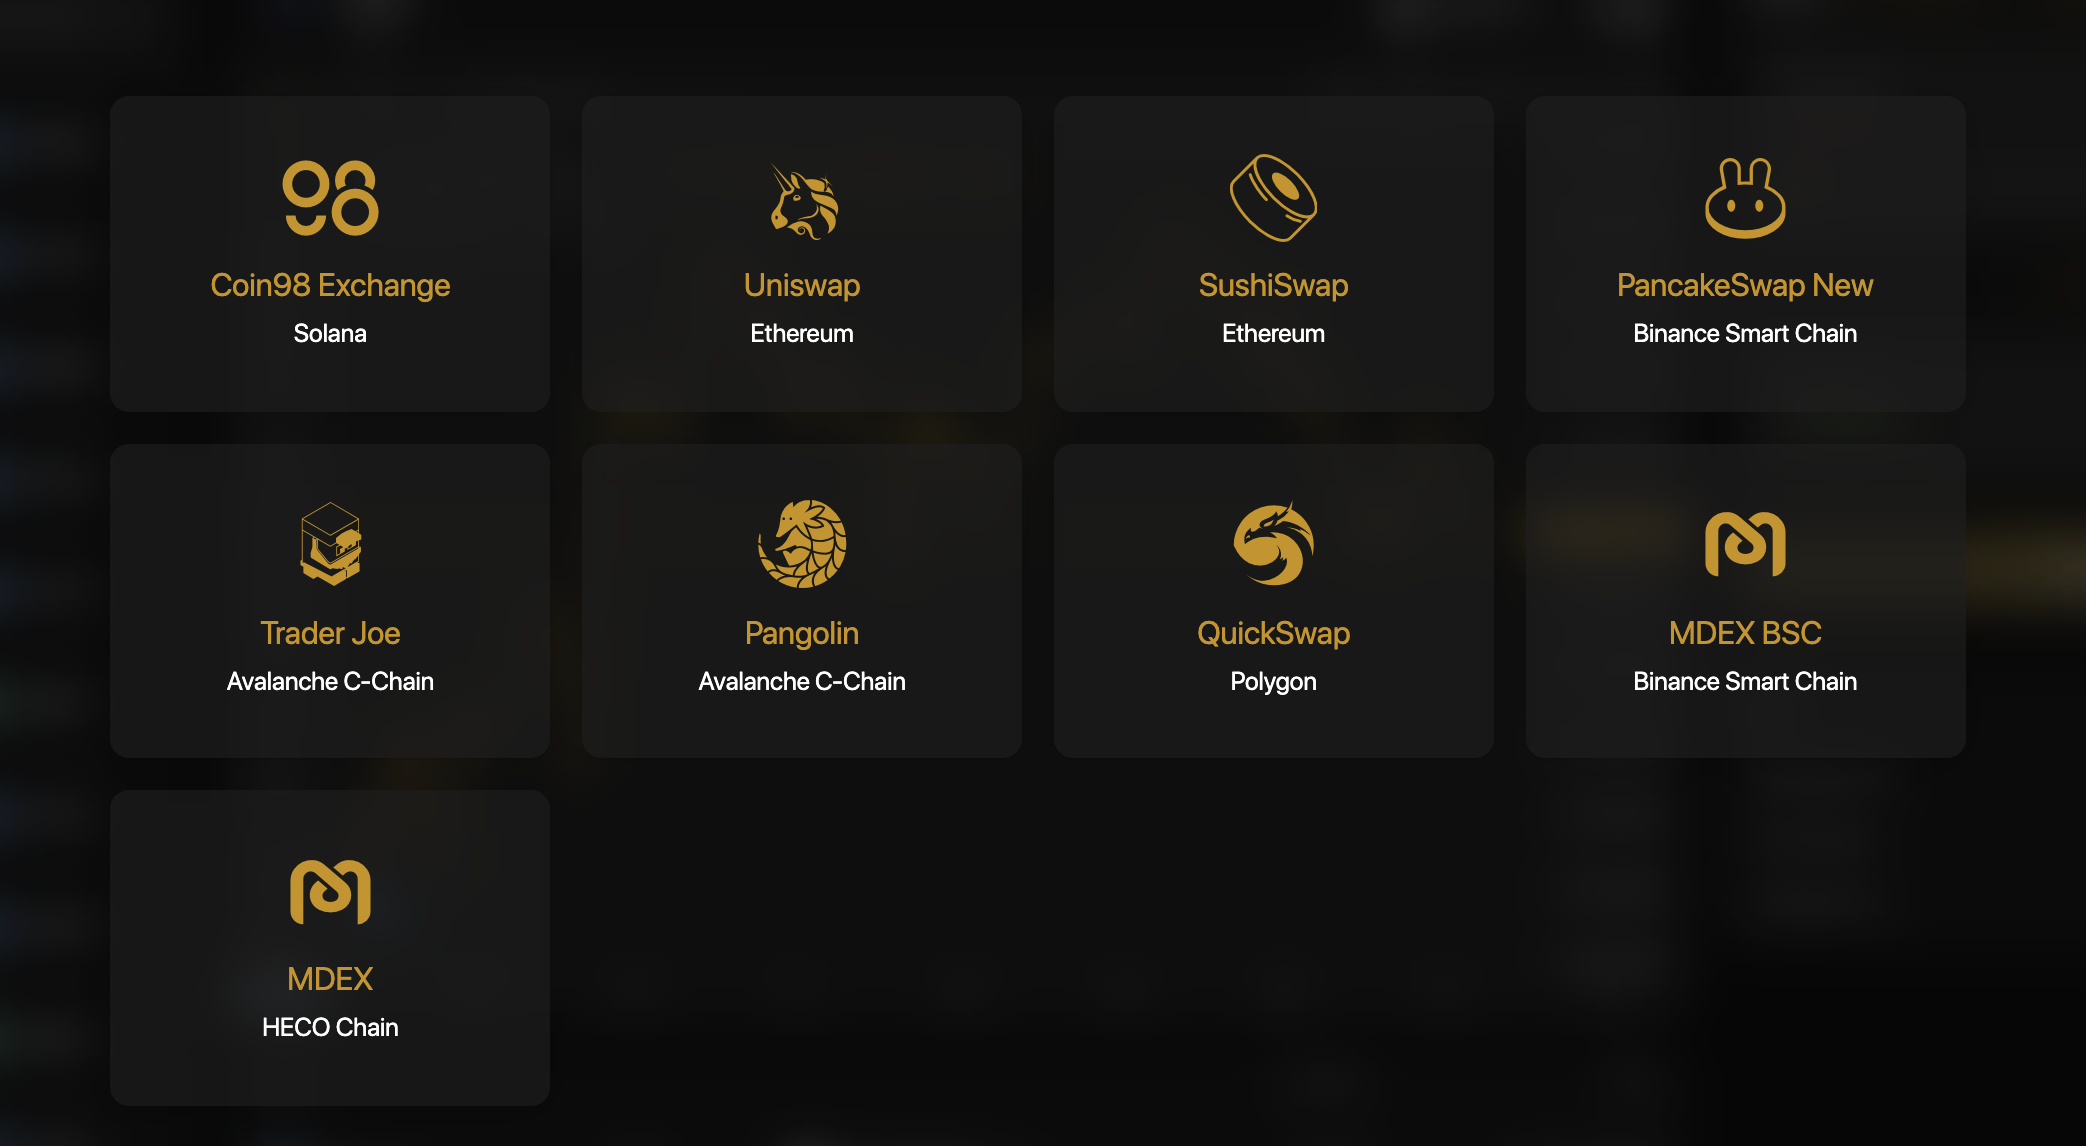 98
Coin98 Exchange
Solana
Uniswap
Ethereum
SushiSwap
Ethereum
PancakeSwap New
Binance Smart Chain
Trader Joe
Avalanche C-Chain
Pangolin
Avalanche C-Chain
QuickSwap
Polygon
MDEX BSC
Binance Smart Chain
MDEX
HECO Chain